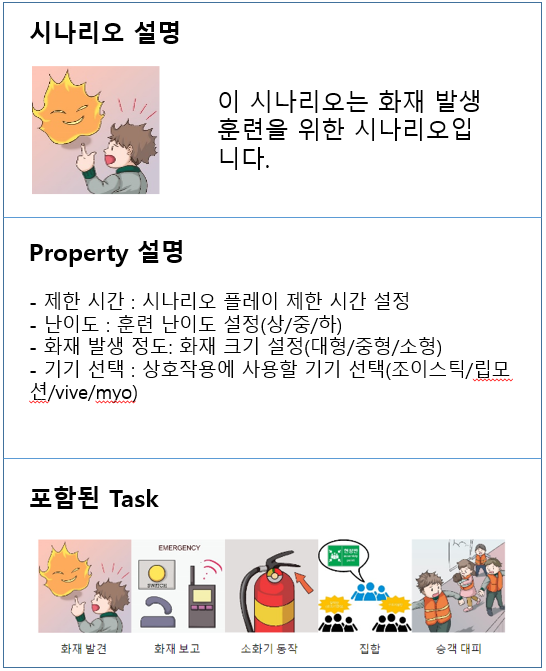 시나리오 설명
이 시나리오는 화재 발생
훈련을 위한 시나리오입
니다.
Property 설명
- 제한 시간 : 시나리오 플레이 제한 시간 설정
- 난이도 : 훈련 난이도 설정(상/중/하)
- 화재 발생 정도: 화재 크기 설정(대형/중형/소형)
- 기기 선택 : 상호작용에 사용할 기기 선택(조이스틱/립모
션/vive/myo)
포함된 Task
EMERGENCY
SWITCH
화재 발견
화재 보고
소화기 동작
집합
승객 대피